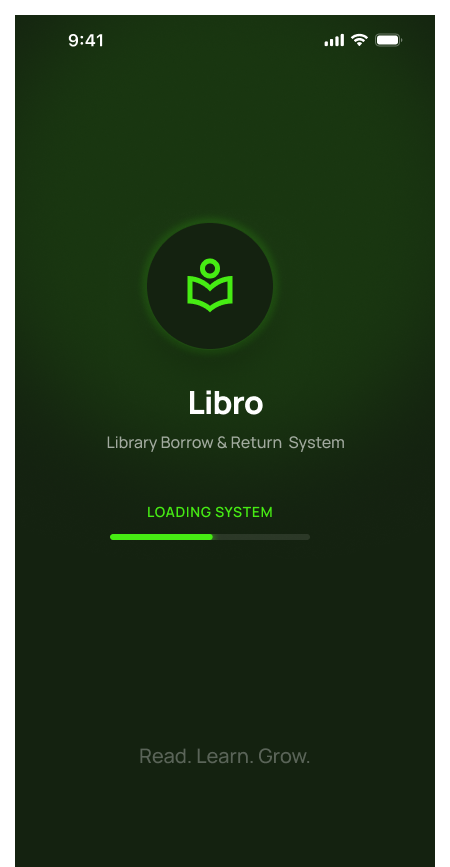 9:41
Libro
Library Borrow & Return  System
LOADING SYSTEM
Read. Learn. Grow.